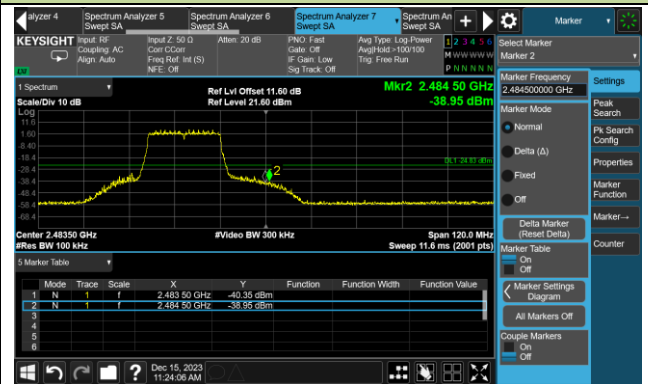 alyzer 4
Spectrum Analyzer 5
Swept SA
Spectrum Analyzer 6
Swept SA
Spectrum Analyzer 7
Swept SA
Spectrum An
Swept SA
+
Marker
KEYSIGHT
Input: RF
Coupling: AC
Align: Auto
Input Z: 50 Ω
Corr CCorr
Freq Ref: Int (S)
NFE: Off
Atten: 20 dB
PNO: Fast
Gate: Off
IF Gain: Low
Sig Track: Off
Avg Type: Log-Power
Avg|Hold >100/100
Trig: Free Run
1 2 3 4 5 6
M W W W W W
P N N N N N
Select Marker
Marker 2
LXI
1 Spectrum
Scale/Div 10 dB
Ref Lvl Offset 11.60 dB
Ref Level 21.60 dBm
Mkr2 2.484 50 GHz
-38.95 dBm
Log
11.6
1.60
-8.40
-18.4
-28.4
-38.4
-48.4
-58.4
-68.4
DL1 -24.83 dBm
2
Center 2.48350 GHz
#Res BW 100 kHz
#Video BW 300 kHz
Span 120.0 MHz
Sweep 11.6 ms (2001 pts)
5 Marker Table
Mode Trace Scale X Y Function Function Width Function Value
1 N 1 f 2.483 50 GHz -40.35 dBm
2 N 1 f 2.484 50 GHz -38.95 dBm
3
4
5
6
Marker Frequency
2.484500000 GHz
Marker Mode
Normal
Delta (Δ)
Fixed
Off
Delta Marker
(Reset Delta)
Marker Table
On
Off
Marker Settings
Diagram
All Markers Off
Couple Markers
On
Off
Settings
Peak
Search
Pk Search
Config
Properties
Marker
Function
Marker→
Counter
?
Dec 15, 2023
11:24:06 AM